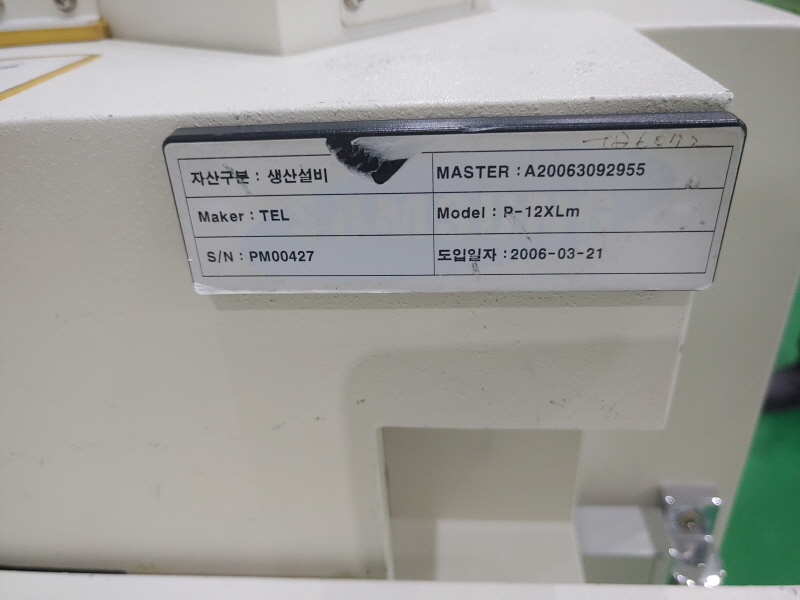 자산구분 : 생산설비
MASTER : A20063092955
Maker : TEL
Model : P-12XLm
S/N : PM00427
도입일자 : 2006-03-21